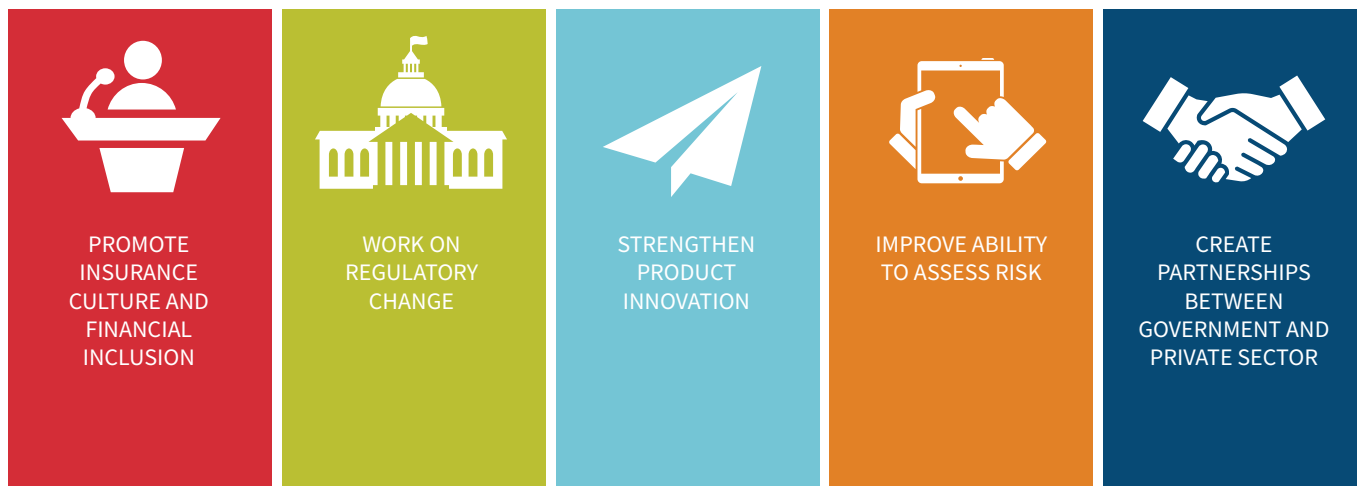 PROMOTE
INSURANCE
CULTURE AND
FINANCIAL
INCLUSION
WORK ON
REGULATORY
CHANGE
STRENGTHEN
PRODUCT
INNOVATION
IMPROVE ABILITY
TO ASSESS RISK
CREATE
PARTNERSHIPS
BETWEEN
GOVERNMENT AND
PRIVATE SECTOR